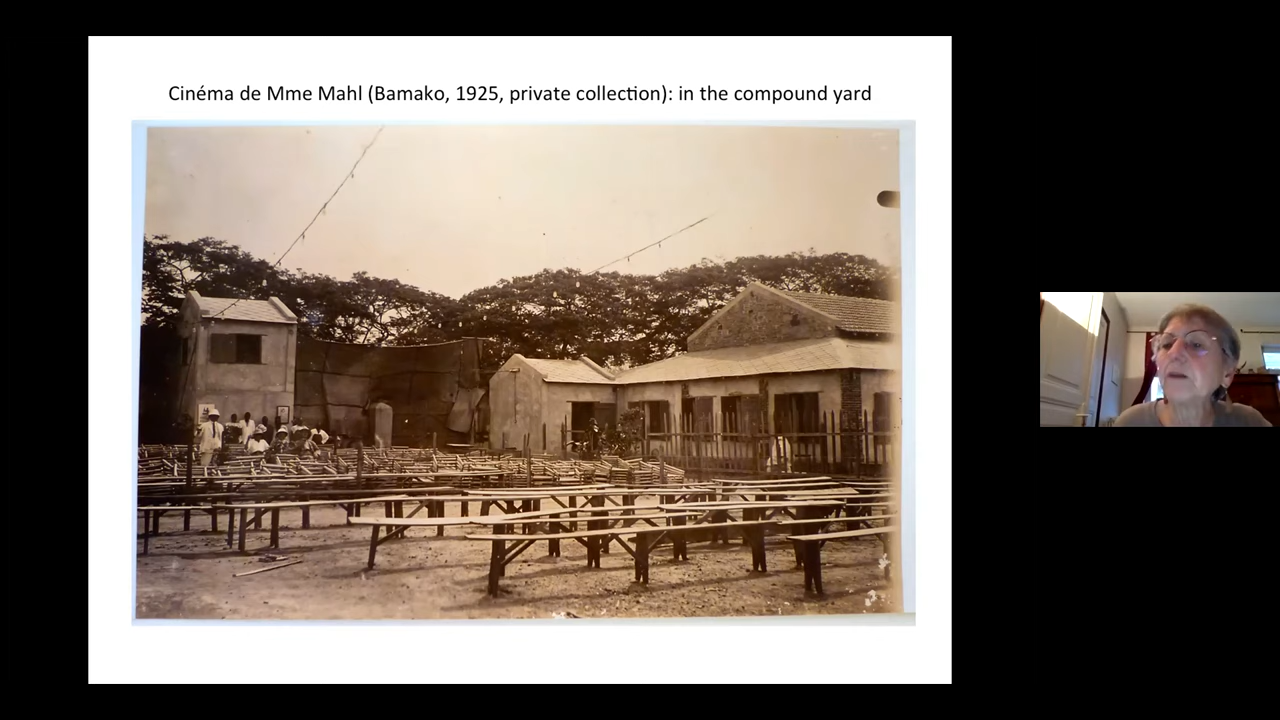 Cinéma de Mme Mahl (Bamako, 1925, private collection): in the compound yard